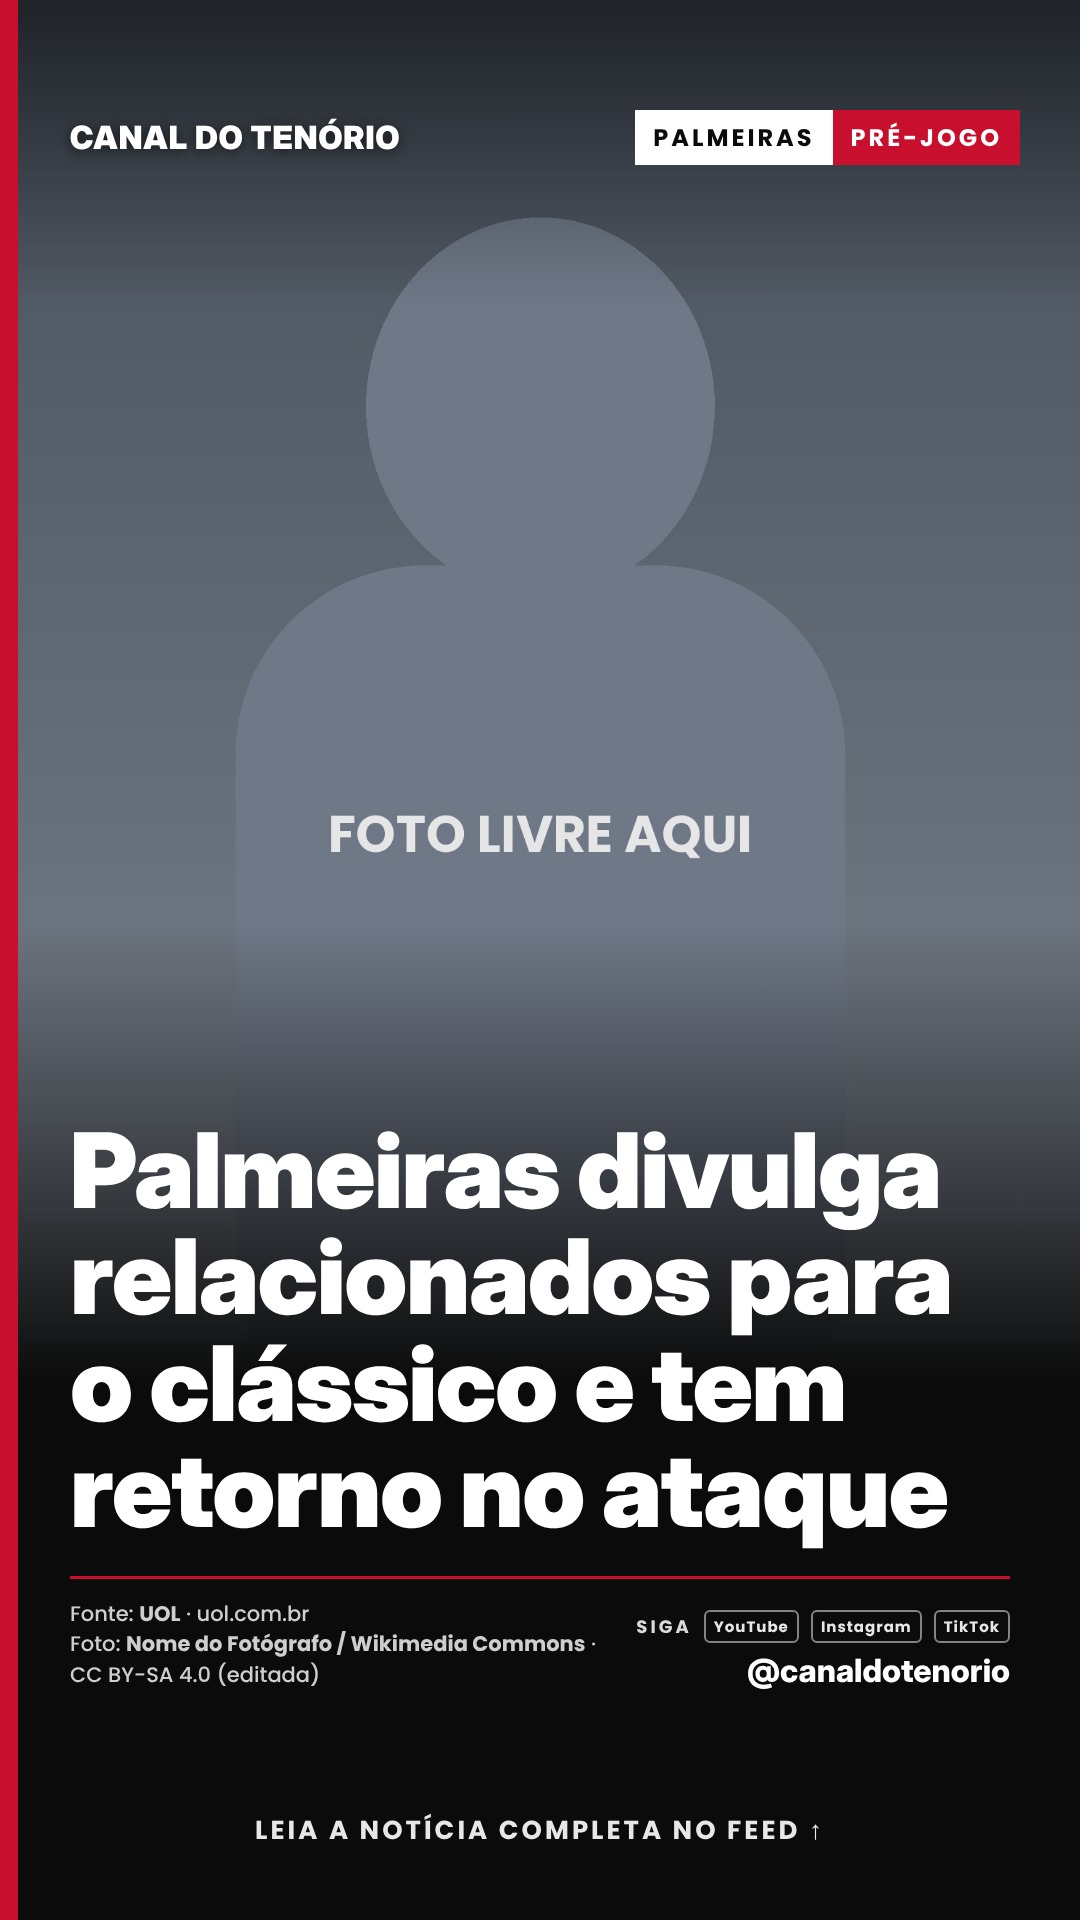 CANAL DO TENÓRIO
PALMEIRAS PRÉ-JOGO
FOTO LIVRE AQUI
Palmeiras divulga
relacionados para
o clássico e tem
retorno no ataque
Fonte: UOL · uol.com.br
Foto: Nome do Fotógrafo / Wikimedia Commons ·
CC BY-SA 4.0 (editada)
SIGA YouTube Instagram TikTok
@canaldotenorio
LEIA A NOTÍCIA COMPLETA NO FEED ↑